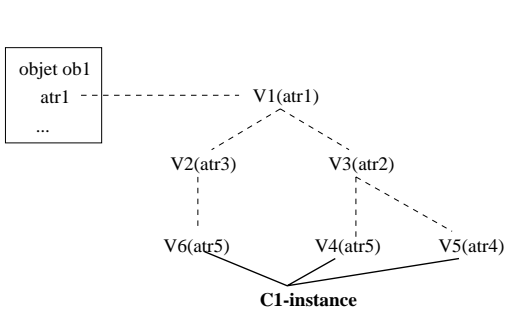 objet ob1
atr1
V1(atr1)
...
V2(atr3)
V3(atr2)
V6(atr5)
V4(atr5)
V5(atr4)
C1-instance